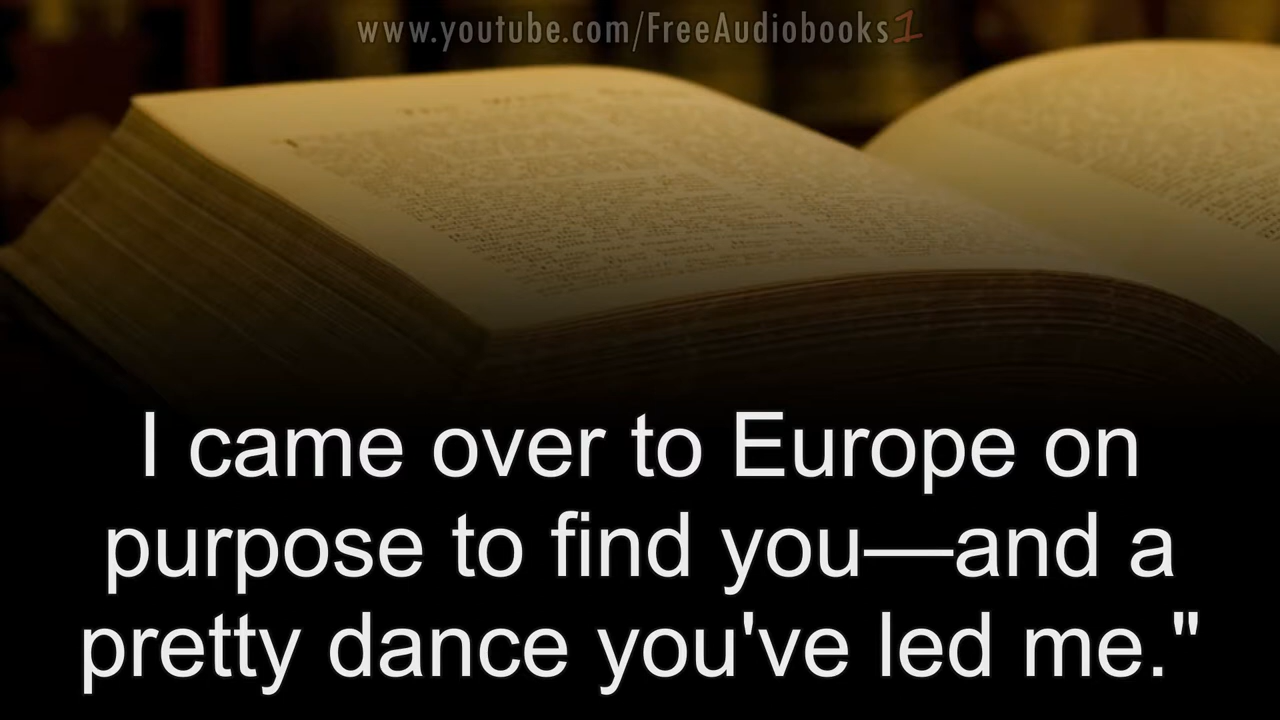 www.youtube.com/FreeAudiobooks1
I came over to Europe on
purpose to find you—and a
pretty dance you've led me."